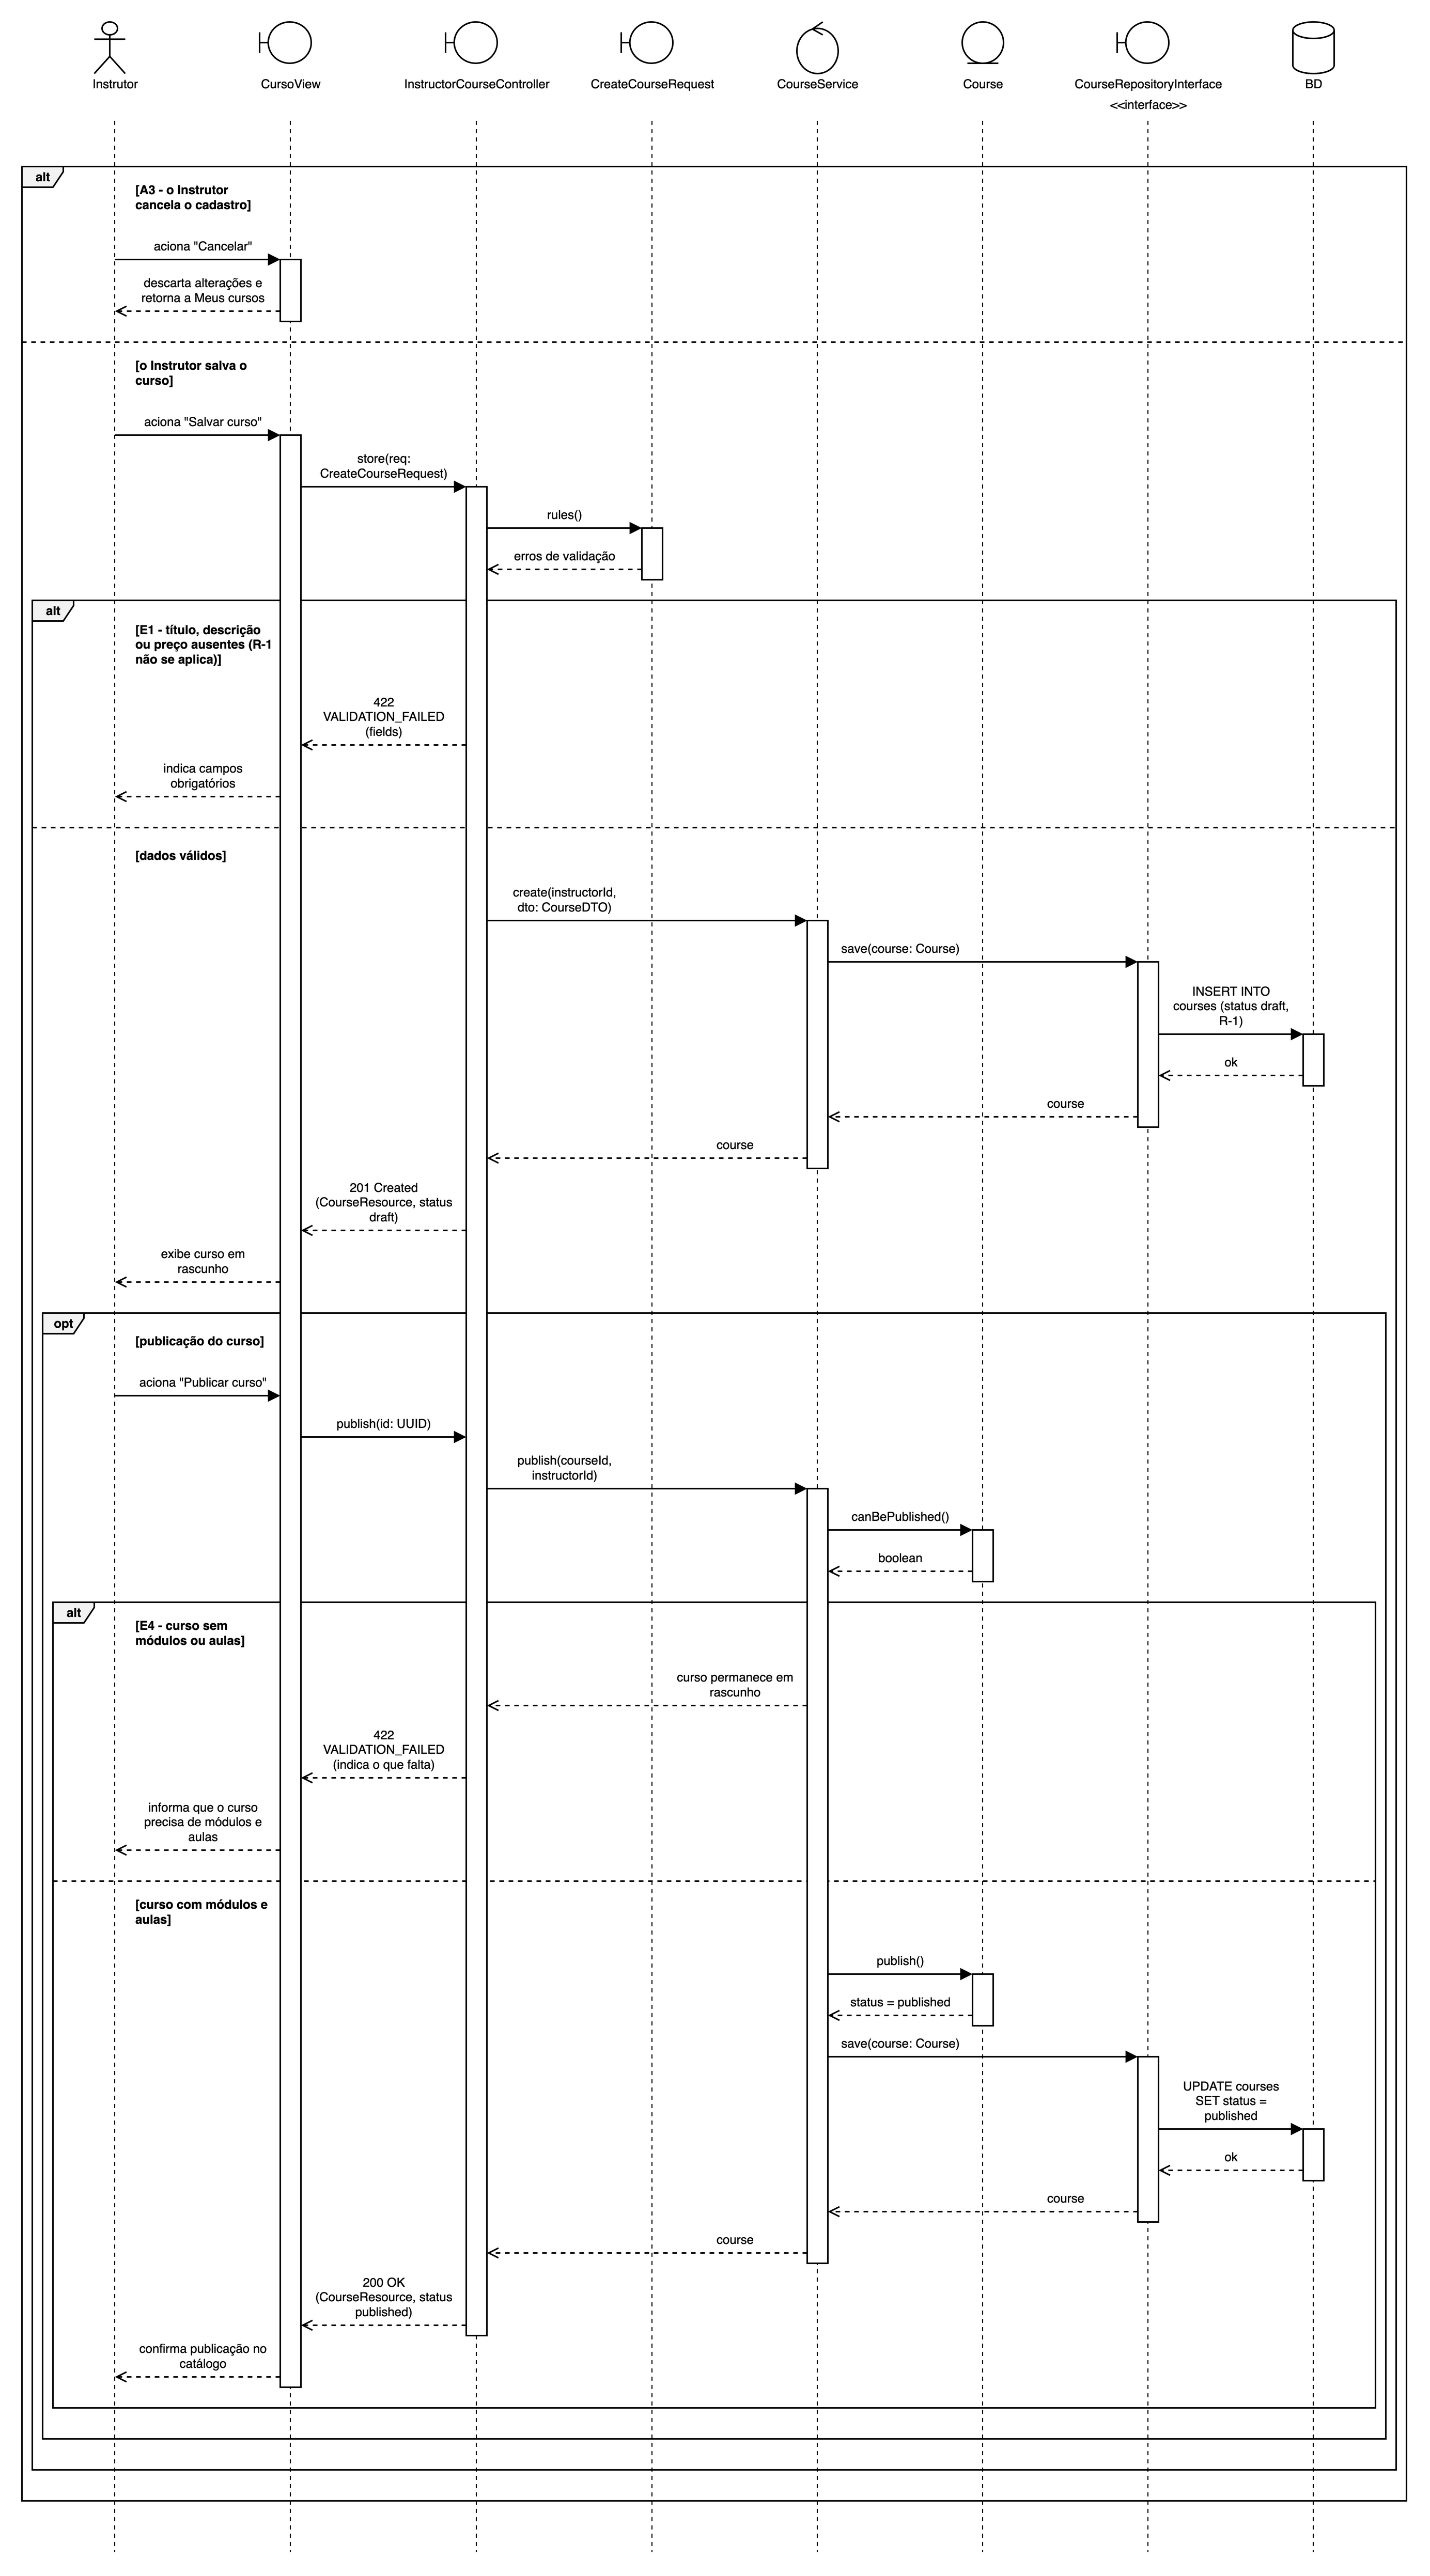 Instrutor
CursoView
InstructorCourseController
CreateCourseRequest
CourseService
Course
CourseRepositoryInterface
<<interface>>
BD
alt
[A3 - o Instrutor
cancela o cadastro]
aciona "Cancelar"
descarta alterações e
retorna a Meus cursos
[o Instrutor salva o
curso]
aciona "Salvar curso"
store(req:
CreateCourseRequest)
rules()
erros de validação
alt
[E1 - título, descrição
ou preço ausentes (R-1
não se aplica)]
422
VALIDATION_FAILED
(fields)
indica campos
obrigatórios
[dados válidos]
create(instructorId,
dto: CourseDTO)
save(course: Course)
INSERT INTO
courses (status draft,
R-1)
ok
course
course
201 Created
(CourseResource, status
draft)
exibe curso em
rascunho
opt
[publicação do curso]
aciona "Publicar curso"
publish(id: UUID)
publish(courseId,
instructorId)
canBePublished()
boolean
alt
[E4 - curso sem
módulos ou aulas]
curso permanece em
rascunho
422
VALIDATION_FAILED
(indica o que falta)
informa que o curso
precisa de módulos e
aulas
[curso com módulos e
aulas]
publish()
status = published
save(course: Course)
UPDATE courses
SET status =
published
ok
course
course
200 OK
(CourseResource, status
published)
confirma publicação no
catálogo